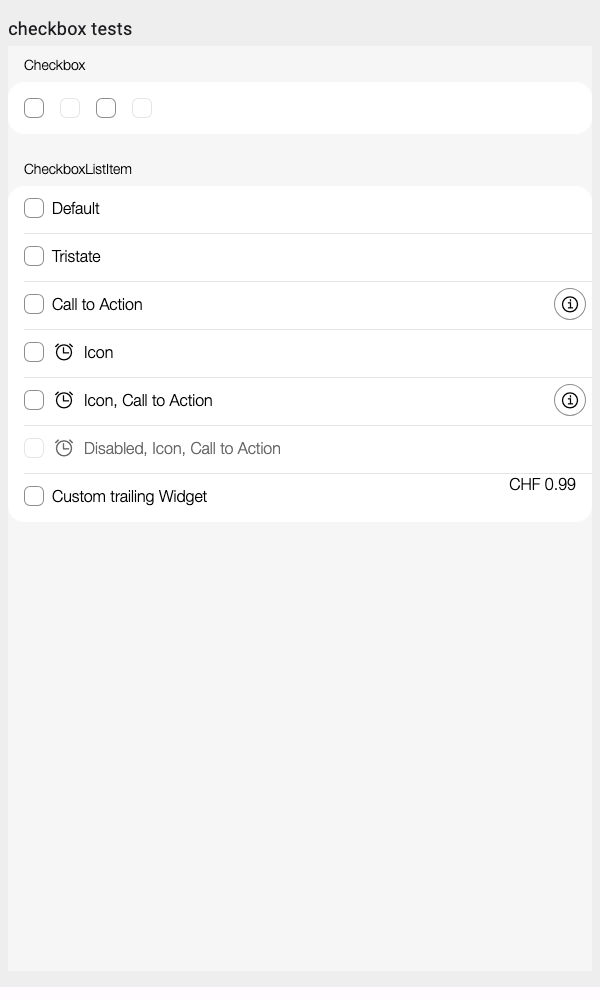 checkbox tests
Checkbox
CheckboxListItem
Default
Tristate
Call to Action
Icon
Icon, Call to Action
Disabled, Icon, Call to Action
Custom trailing Widget CHF 0.99